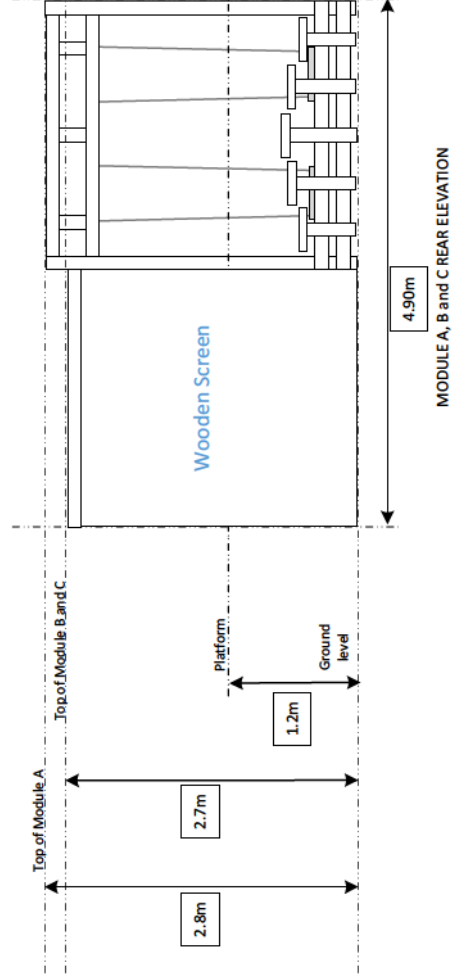 Top of Module A
Top of Module B and C
Platform
Ground
level
2.8m
2.7m
1.2m
Wooden Screen
4.90m
MODULE A, B and C REAR ELEVATION